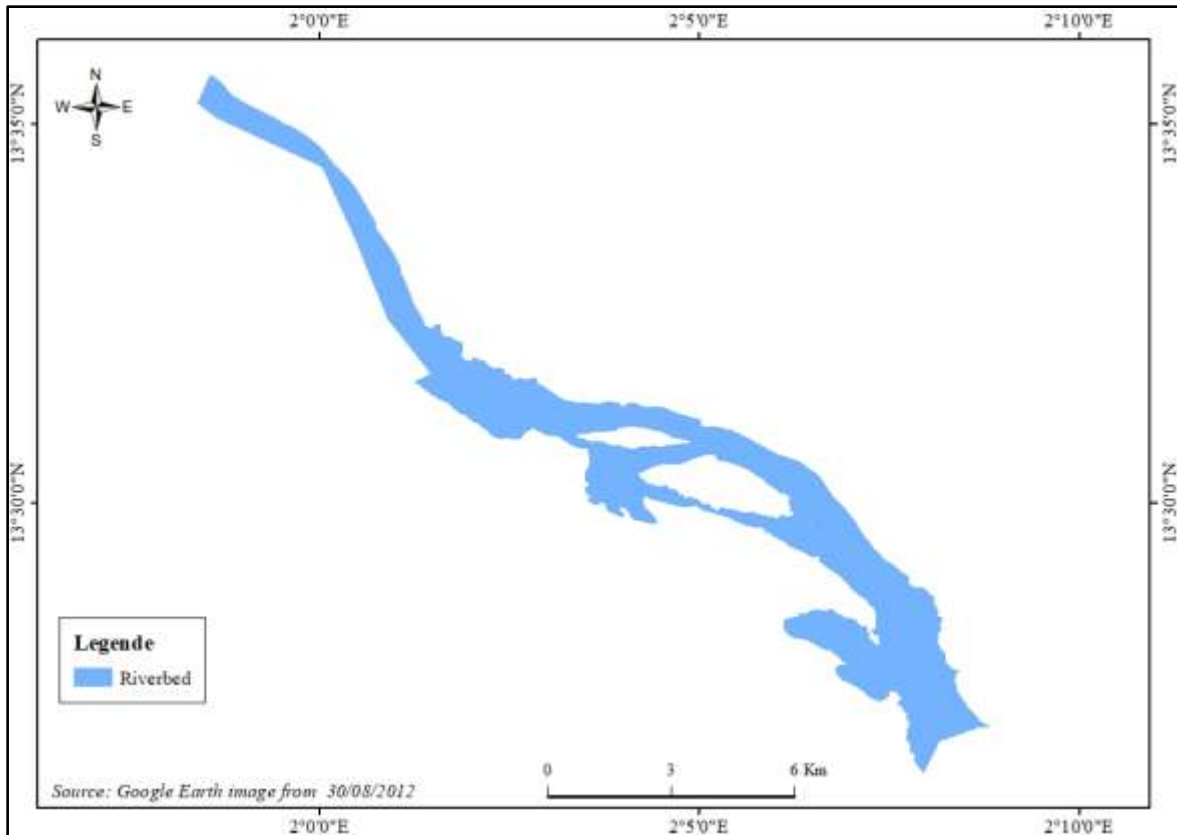 2°0'0"E 2°5'0"E 2°10'0"E
N
W E
S
13°35'0"N 13°35'0"N
13°30'0"N 13°30'0"N
Legende
Riverbed
0 3 6 Km
Source: Google Earth image from 30/08/2012
2°0'0"E 2°5'0"E 2°10'0"E